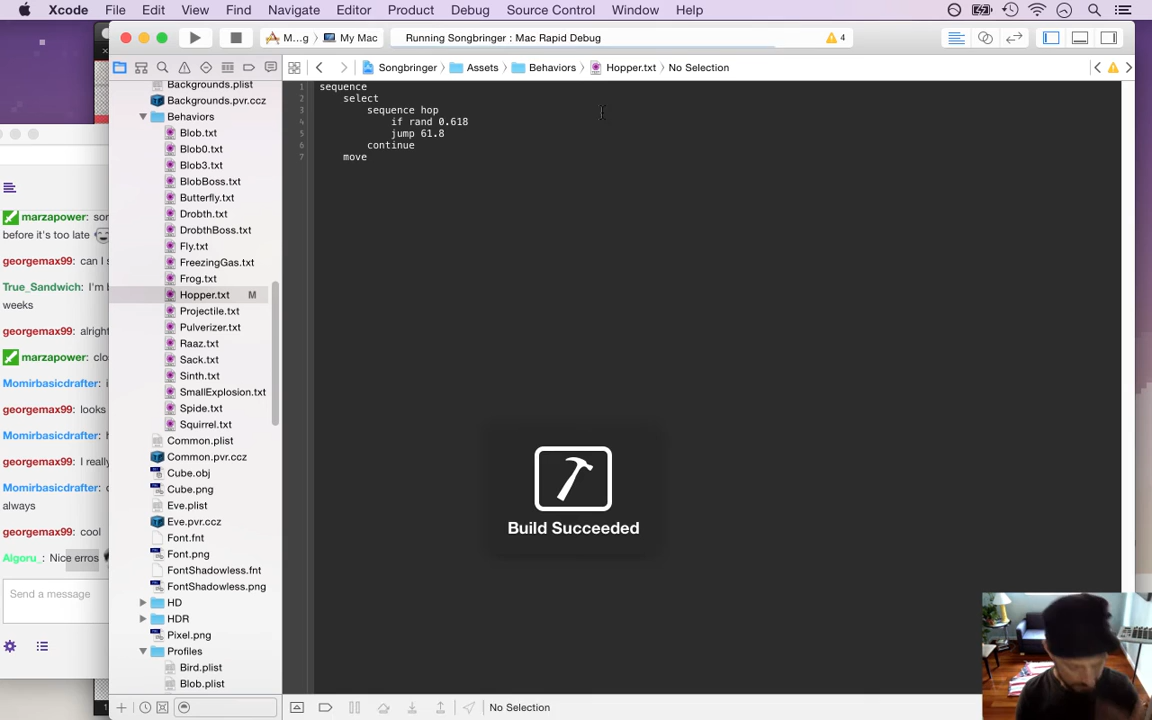 Xcode File Edit View Find Navigate Editor Product Debug Source Control Window Help
M...g My Mac Running Songbringer : Mac Rapid Debug 4
Songbringer Assets Behaviors Hopper.txt No Selection
Backgrounds.plist
Backgrounds.pvr.ccz
Behaviors
Blob.txt
Blob0.txt
Blob3.txt
BlobBoss.txt
Butterfly.txt
Drobth.txt
DrobthBoss.txt
Fly.txt
FreezingGas.txt
Frog.txt
Hopper.txt M
Projectile.txt
Pulverizer.txt
Raaz.txt
Sack.txt
Sinth.txt
SmallExplosion.txt
Spide.txt
Squirrel.txt
Common.plist
Common.pvr.ccz
Cube.obj
Cube.png
Eve.plist
Eve.pvr.ccz
Font.fnt
Font.png
FontShadowless.fnt
FontShadowless.png
HD
HDR
Pixel.png
Profiles
Bird.plist
Blob.plist
1 sequence
2 select
3 sequence hop
4 if rand 0.618
5 jump 61.8
6 continue
7 move
Build Succeeded
No Selection
marzapower: sor
before it's too late
georgemax99: can I s
True_Sandwich: I'm b
weeks
georgemax99: alright
marzapower: clo
Momirbasicdrafter: i
georgemax99: looks
Momirbasicdrafter: h
georgemax99: I really
Momirbasicdrafter: c
always
georgemax99: cool
Algoru_: Nice erros
Send a message